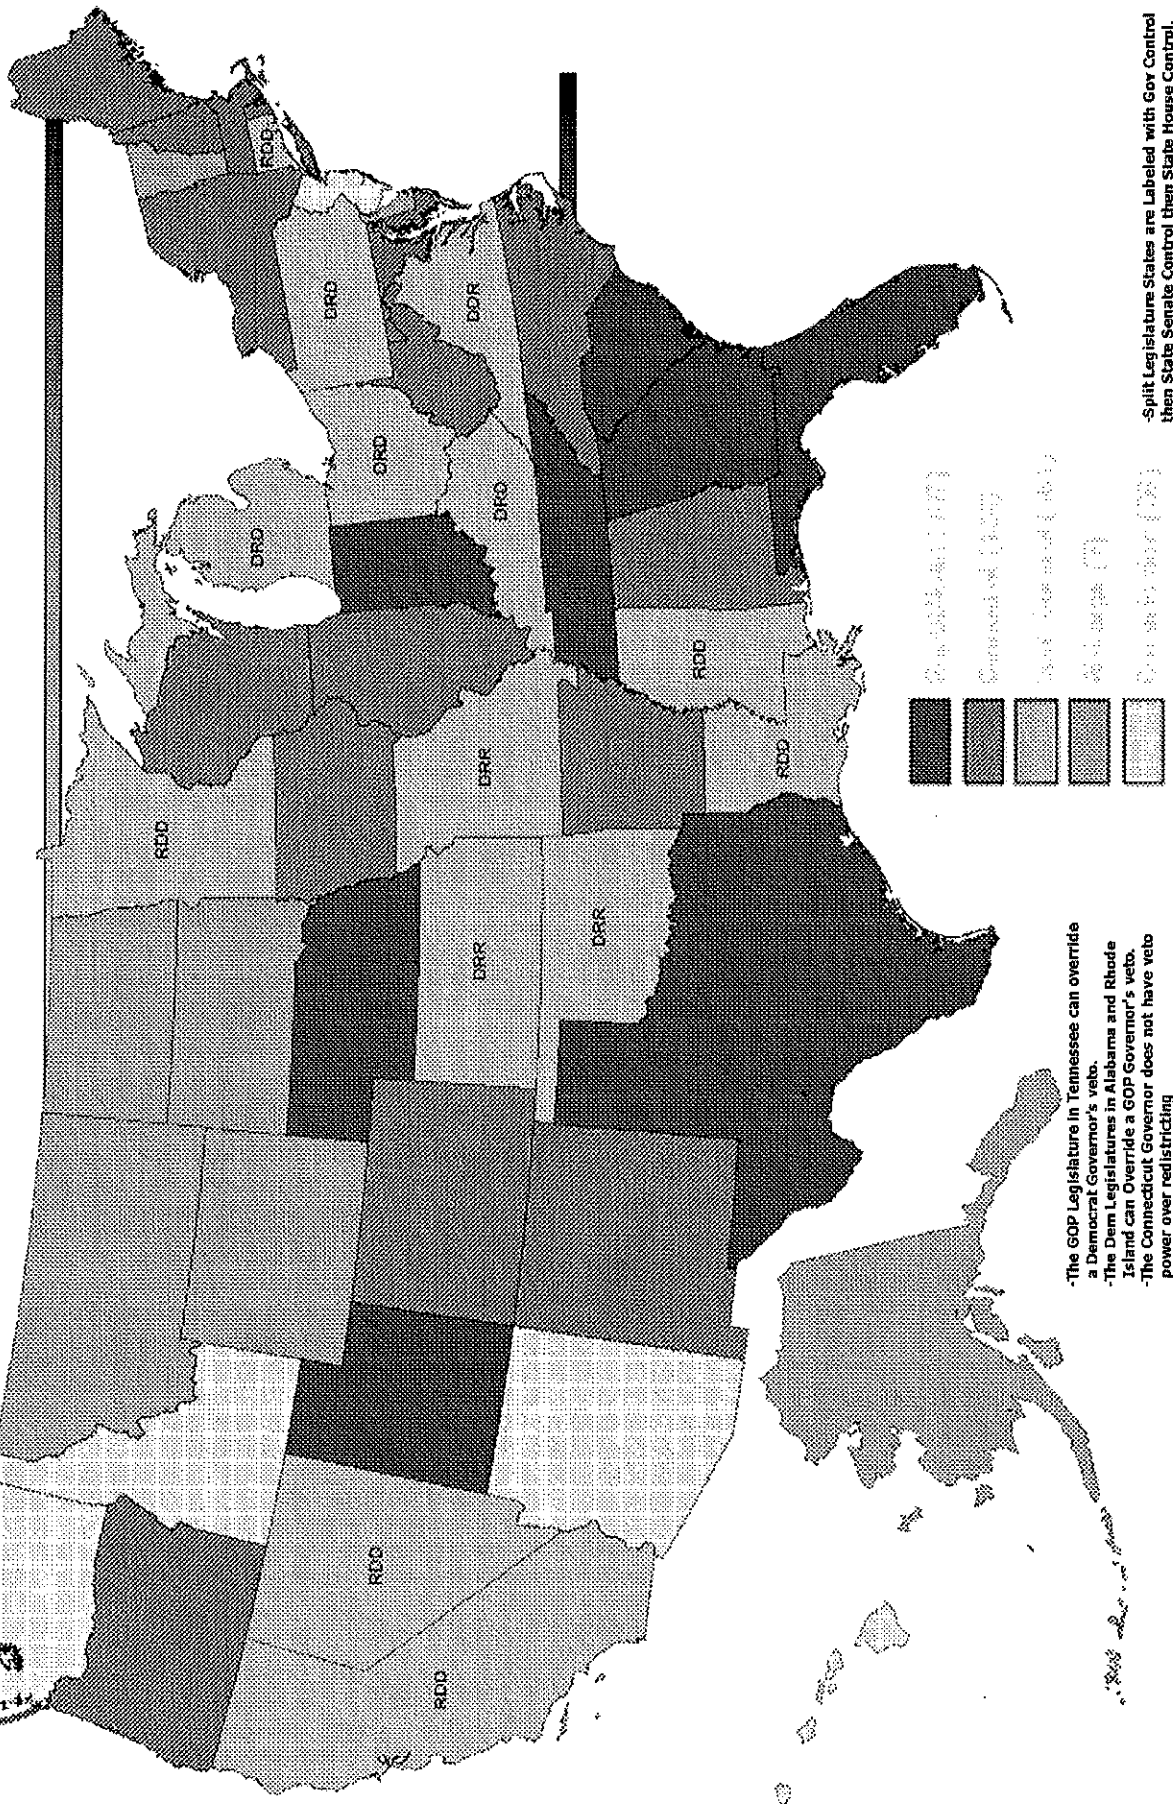 RDD
RDD
RDD
DRR
DRR
DRR
RDD
RDD
DRD
DRD
DRD
DRD
DDR
RDD
-The GOP Legislature in Tennessee can override
a Democrat Governor's veto.
-The Dem Legislatures in Alabama and Rhode
Island can Override a GOP Governor's veto.
-The Connecticut Governor does not have veto
power over redistricting
-Split Legislature States are Labeled with Gov Control
then State Senate Control then State House Control.